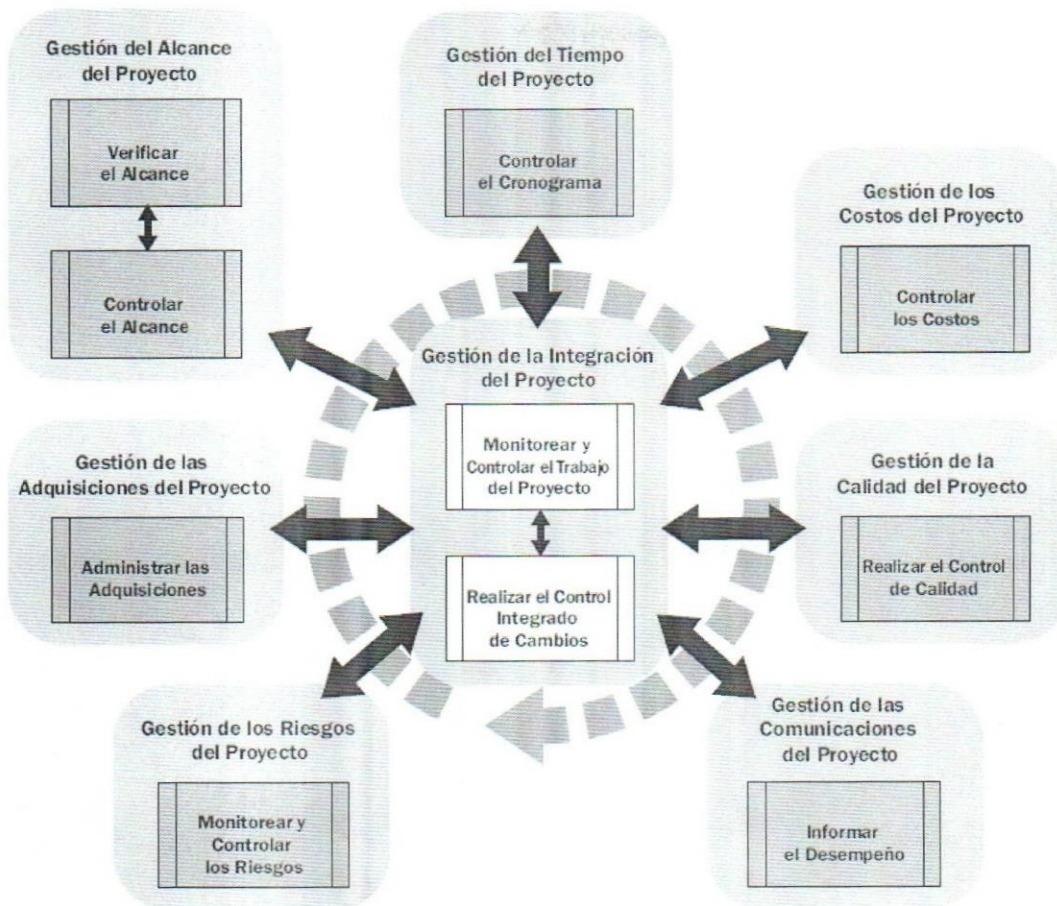 Gestión del Alcance
del Proyecto
Verificar
el Alcance
Controlar
el Alcance
Gestión del Tiempo
del Proyecto
Controlar
el Cronograma
Gestión de los
Costos del Proyecto
Controlar
los Costos
Gestión de la Integración
del Proyecto
Monitorear y
Controlar el Trabajo
del Proyecto
Realizar el Control
Integrado
de Cambios
Gestión de las
Adquisiciones del Proyecto
Administrar las
Adquisiciones
Gestión de la
Calidad del Proyecto
Realizar el Control
de Calidad
Gestión de los Riesgos
del Proyecto
Monitorear y
Controlar
los Riesgos
Gestión de las
Comunicaciones
del Proyecto
Informar
el Desempeño